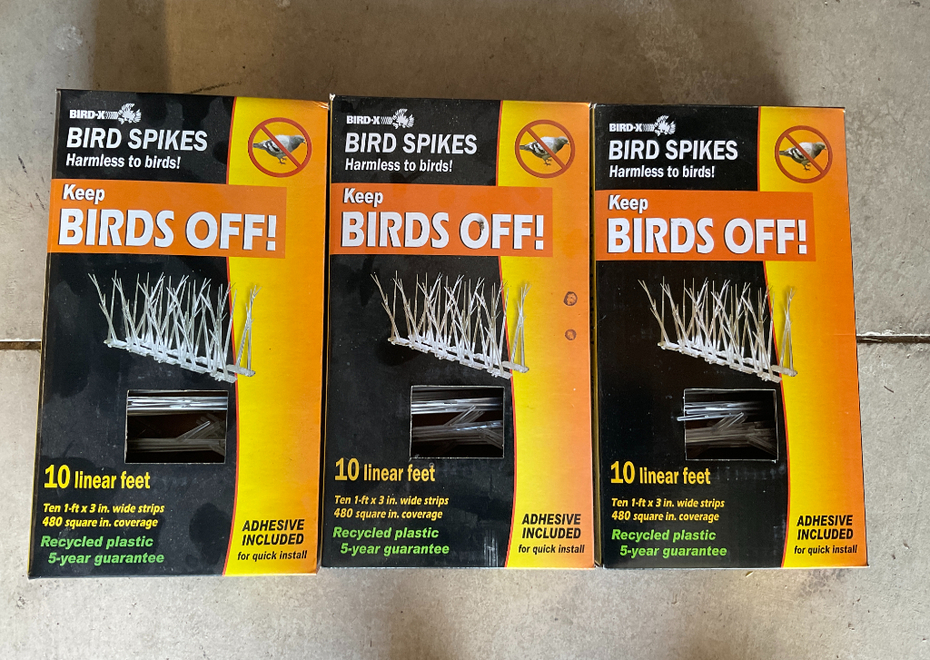 BIRD-X
BIRD SPIKES
Harmless to birds!
Keep
BIRDS OFF!
10 linear feet
Ten 1-ft x 3 in. wide strips
480 square in. coverage
Recycled plastic
5-year guarantee
ADHESIVE
INCLUDED
for quick install
BIRD-X
BIRD SPIKES
Harmless to birds!
Keep
BIRDS OFF!
10 linear feet
Ten 1-ft x 3 in. wide strips
480 square in. coverage
Recycled plastic
5-year guarantee
ADHESIVE
INCLUDED
for quick install
BIRD-X
BIRD SPIKES
Harmless to birds!
Keep
BIRDS OFF!
10 linear feet
Ten 1-ft x 3 in. wide strips
480 square in. coverage
Recycled plastic
5-year guarantee
ADHESIVE
INCLUDED
for quick install